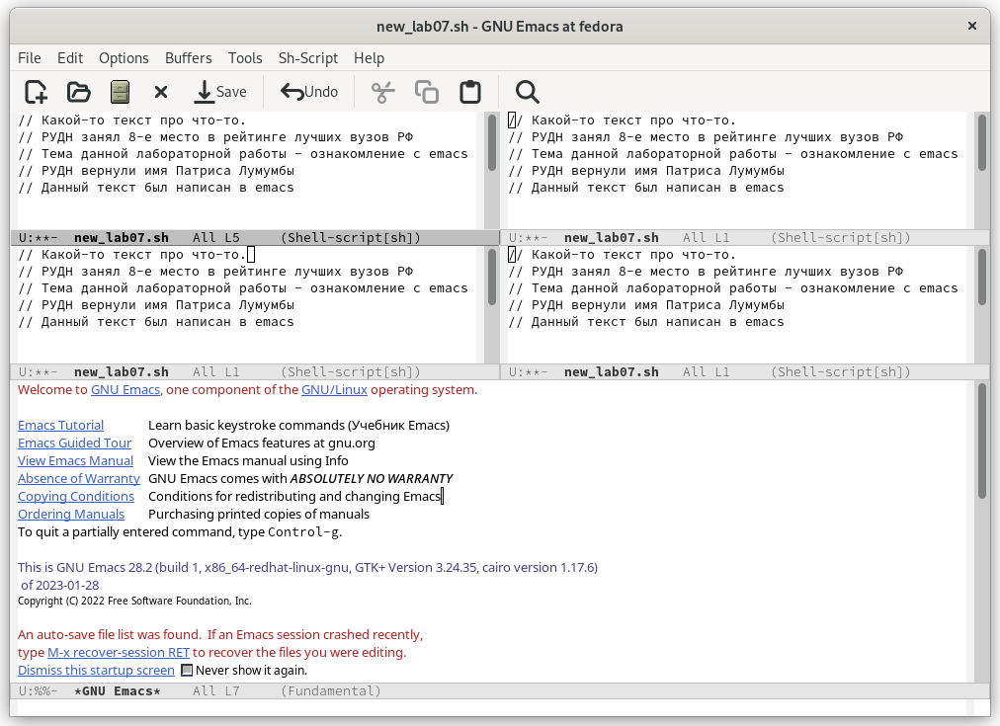 new_lab07.sh - GNU Emacs at fedora
File Edit Options Buffers Tools Sh-Script Help
Save Undo
// Какой-то текст про что-то.
// РУДН занял 8-е место в рейтинге лучших вузов РФ
// Тема данной лабораторной работы - ознакомление с emacs
// РУДН вернули имя Патриса Лумумбы
// Данный текст был написан в emacs
U:**- new_lab07.sh All L5 (Shell-script[sh])
// Какой-то текст про что-то.
// РУДН занял 8-е место в рейтинге лучших вузов РФ
// Тема данной лабораторной работы - ознакомление с emacs
// РУДН вернули имя Патриса Лумумбы
// Данный текст был написан в emacs
U:**- new_lab07.sh All L1 (Shell-script[sh])
// Какой-то текст про что-то.
// РУДН занял 8-е место в рейтинге лучших вузов РФ
// Тема данной лабораторной работы - ознакомление с emacs
// РУДН вернули имя Патриса Лумумбы
// Данный текст был написан в emacs
U:**- new_lab07.sh All L1 (Shell-script[sh])
// Какой-то текст про что-то.
// РУДН занял 8-е место в рейтинге лучших вузов РФ
// Тема данной лабораторной работы - ознакомление с emacs
// РУДН вернули имя Патриса Лумумбы
// Данный текст был написан в emacs
U:**- new_lab07.sh All L1 (Shell-script[sh])
Welcome to GNU Emacs, one component of the GNU/Linux operating system.
Emacs Tutorial Learn basic keystroke commands (Учебник Emacs)
Emacs Guided Tour Overview of Emacs features at gnu.org
View Emacs Manual View the Emacs manual using Info
Absence of Warranty GNU Emacs comes with ABSOLUTELY NO WARRANTY
Copying Conditions Conditions for redistributing and changing Emacs
Ordering Manuals Purchasing printed copies of manuals
To quit a partially entered command, type Control-g.
This is GNU Emacs 28.2 (build 1, x86_64-redhat-linux-gnu, GTK+ Version 3.24.35, cairo version 1.17.6)
of 2023-01-28
Copyright (C) 2022 Free Software Foundation, Inc.
An auto-save file list was found. If an Emacs session crashed recently,
type M-x recover-session RET to recover the files you were editing.
Dismiss this startup screen Never show it again.
U:%%- *GNU Emacs* All L7 (Fundamental)